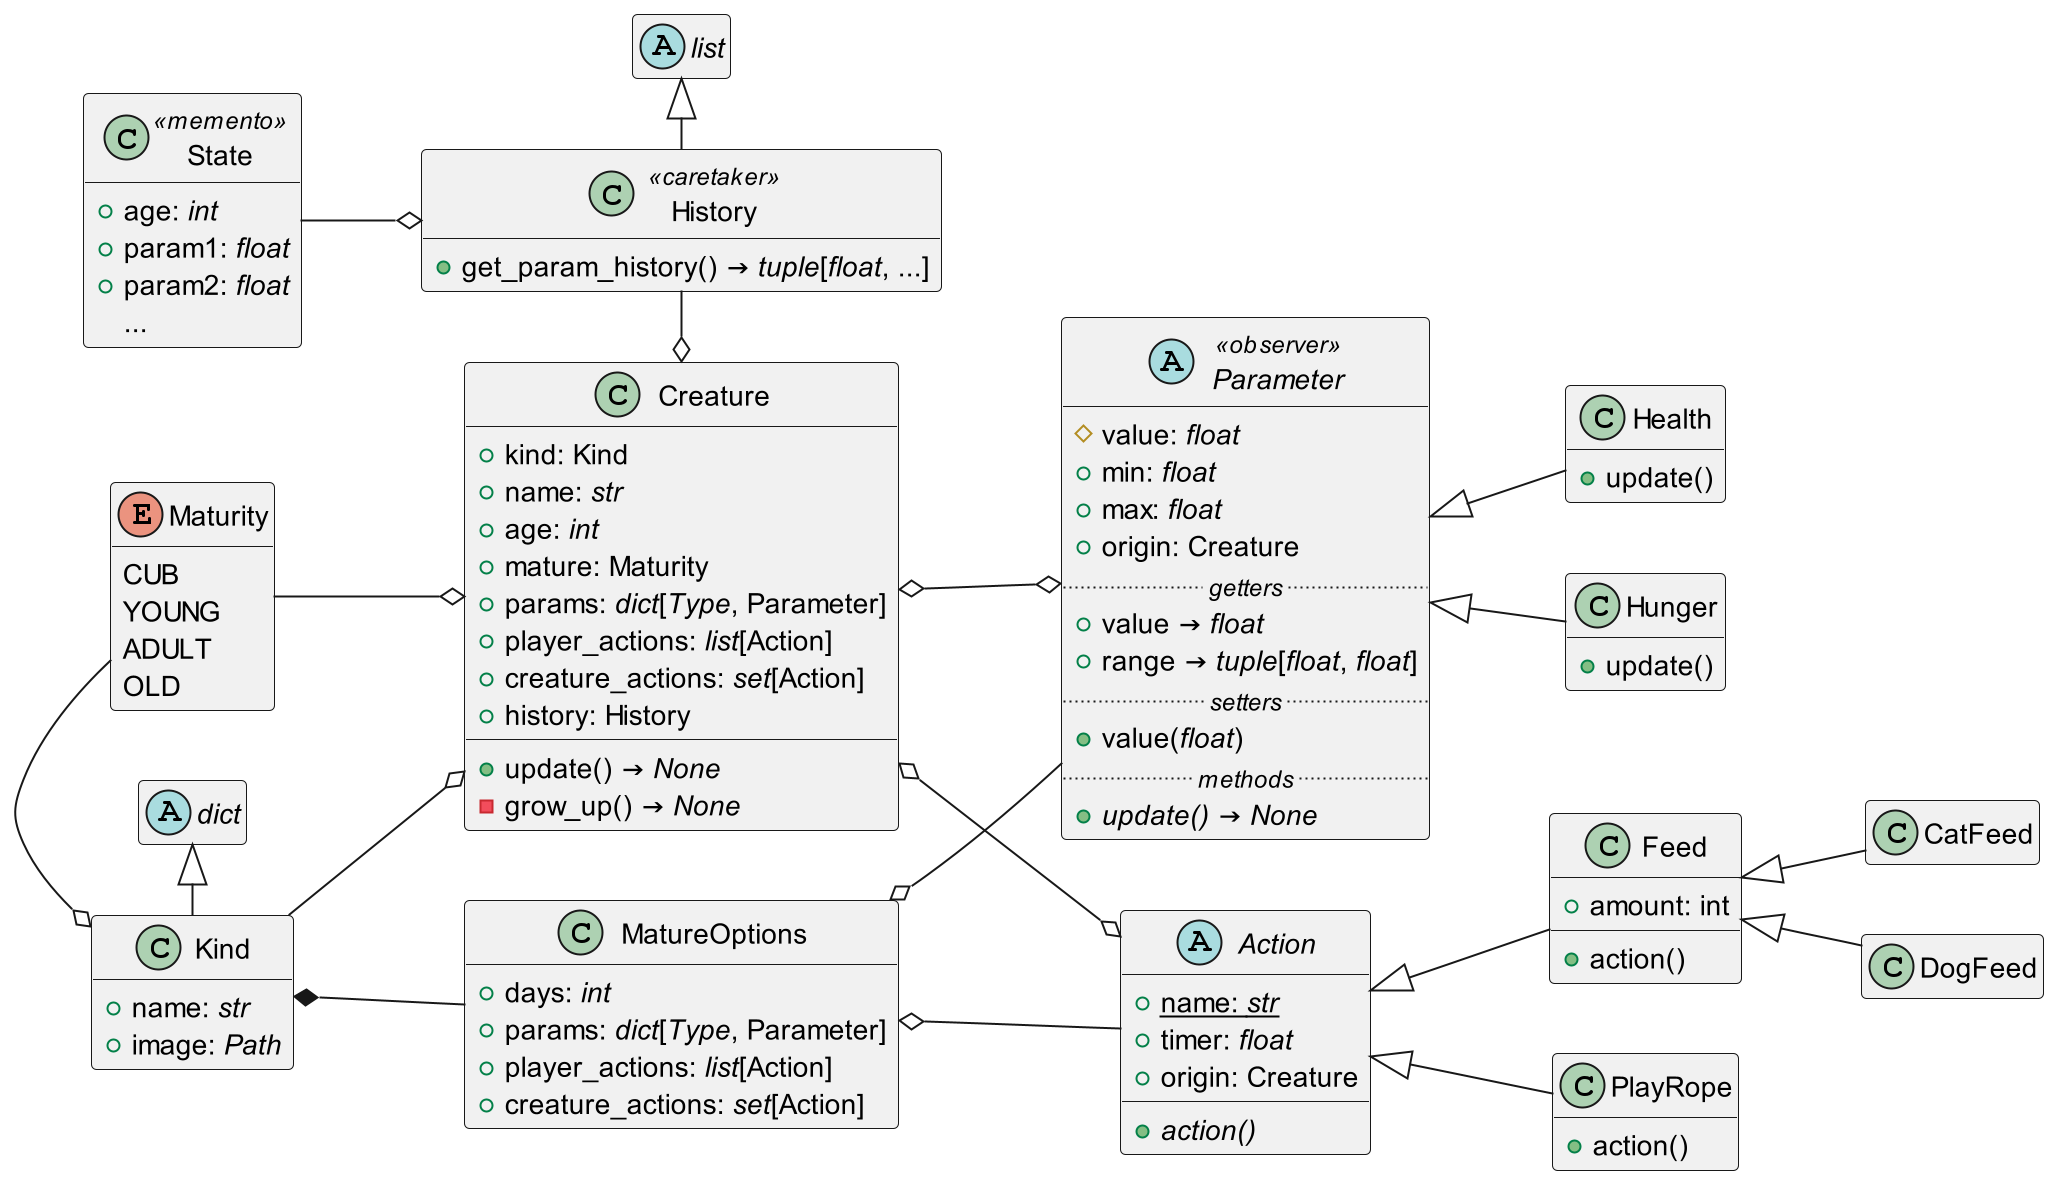 A list
«memento»
C State
age: int
param1: float
param2: float
...
«caretaker»
C History
get_param_history() → tuple[float, ...]
C Creature
kind: Kind
name: str
age: int
mature: Maturity
params: dict[Type, Parameter]
player_actions: list[Action]
creature_actions: set[Action]
history: History
update() → None
grow_up() → None
«observer»
A Parameter
value: float
min: float
max: float
origin: Creature
getters
value → float
range → tuple[float, float]
setters
value(float)
methods
update() → None
C Health
update()
C Hunger
update()
E Maturity
CUB
YOUNG
ADULT
OLD
A dict
C Kind
name: str
image: Path
C MatureOptions
days: int
params: dict[Type, Parameter]
player_actions: list[Action]
creature_actions: set[Action]
A Action
name: str
timer: float
origin: Creature
action()
C Feed
amount: int
action()
C CatFeed
C DogFeed
C PlayRope
action()